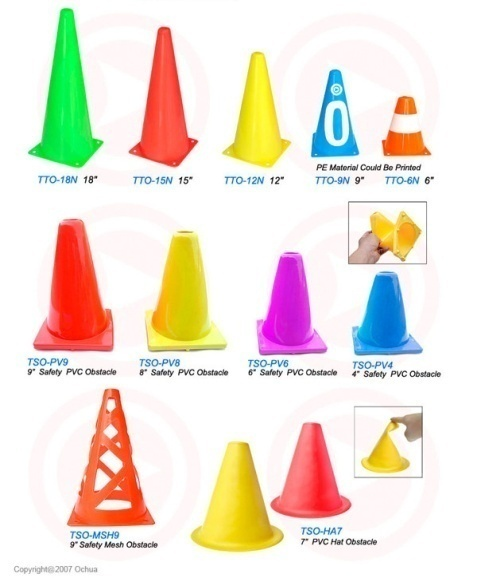 PE Material Could Be Printed
TTO-18N 18"
TTO-15N 15"
TTO-12N 12"
TTO-9N 9"
TTO-6N 6"
0
TSO-PV9
9" Safety PVC Obstacle
TSO-PV8
8" Safety PVC Obstacle
TSO-PV6
6" Safety PVC Obstacle
TSO-PV4
4" Safety PVC Obstacle
TSO-MSH9
9" Safety Mesh Obstacle
TSO-HA7
7" PVC Hat Obstacle
Copyright@2007 Ochua